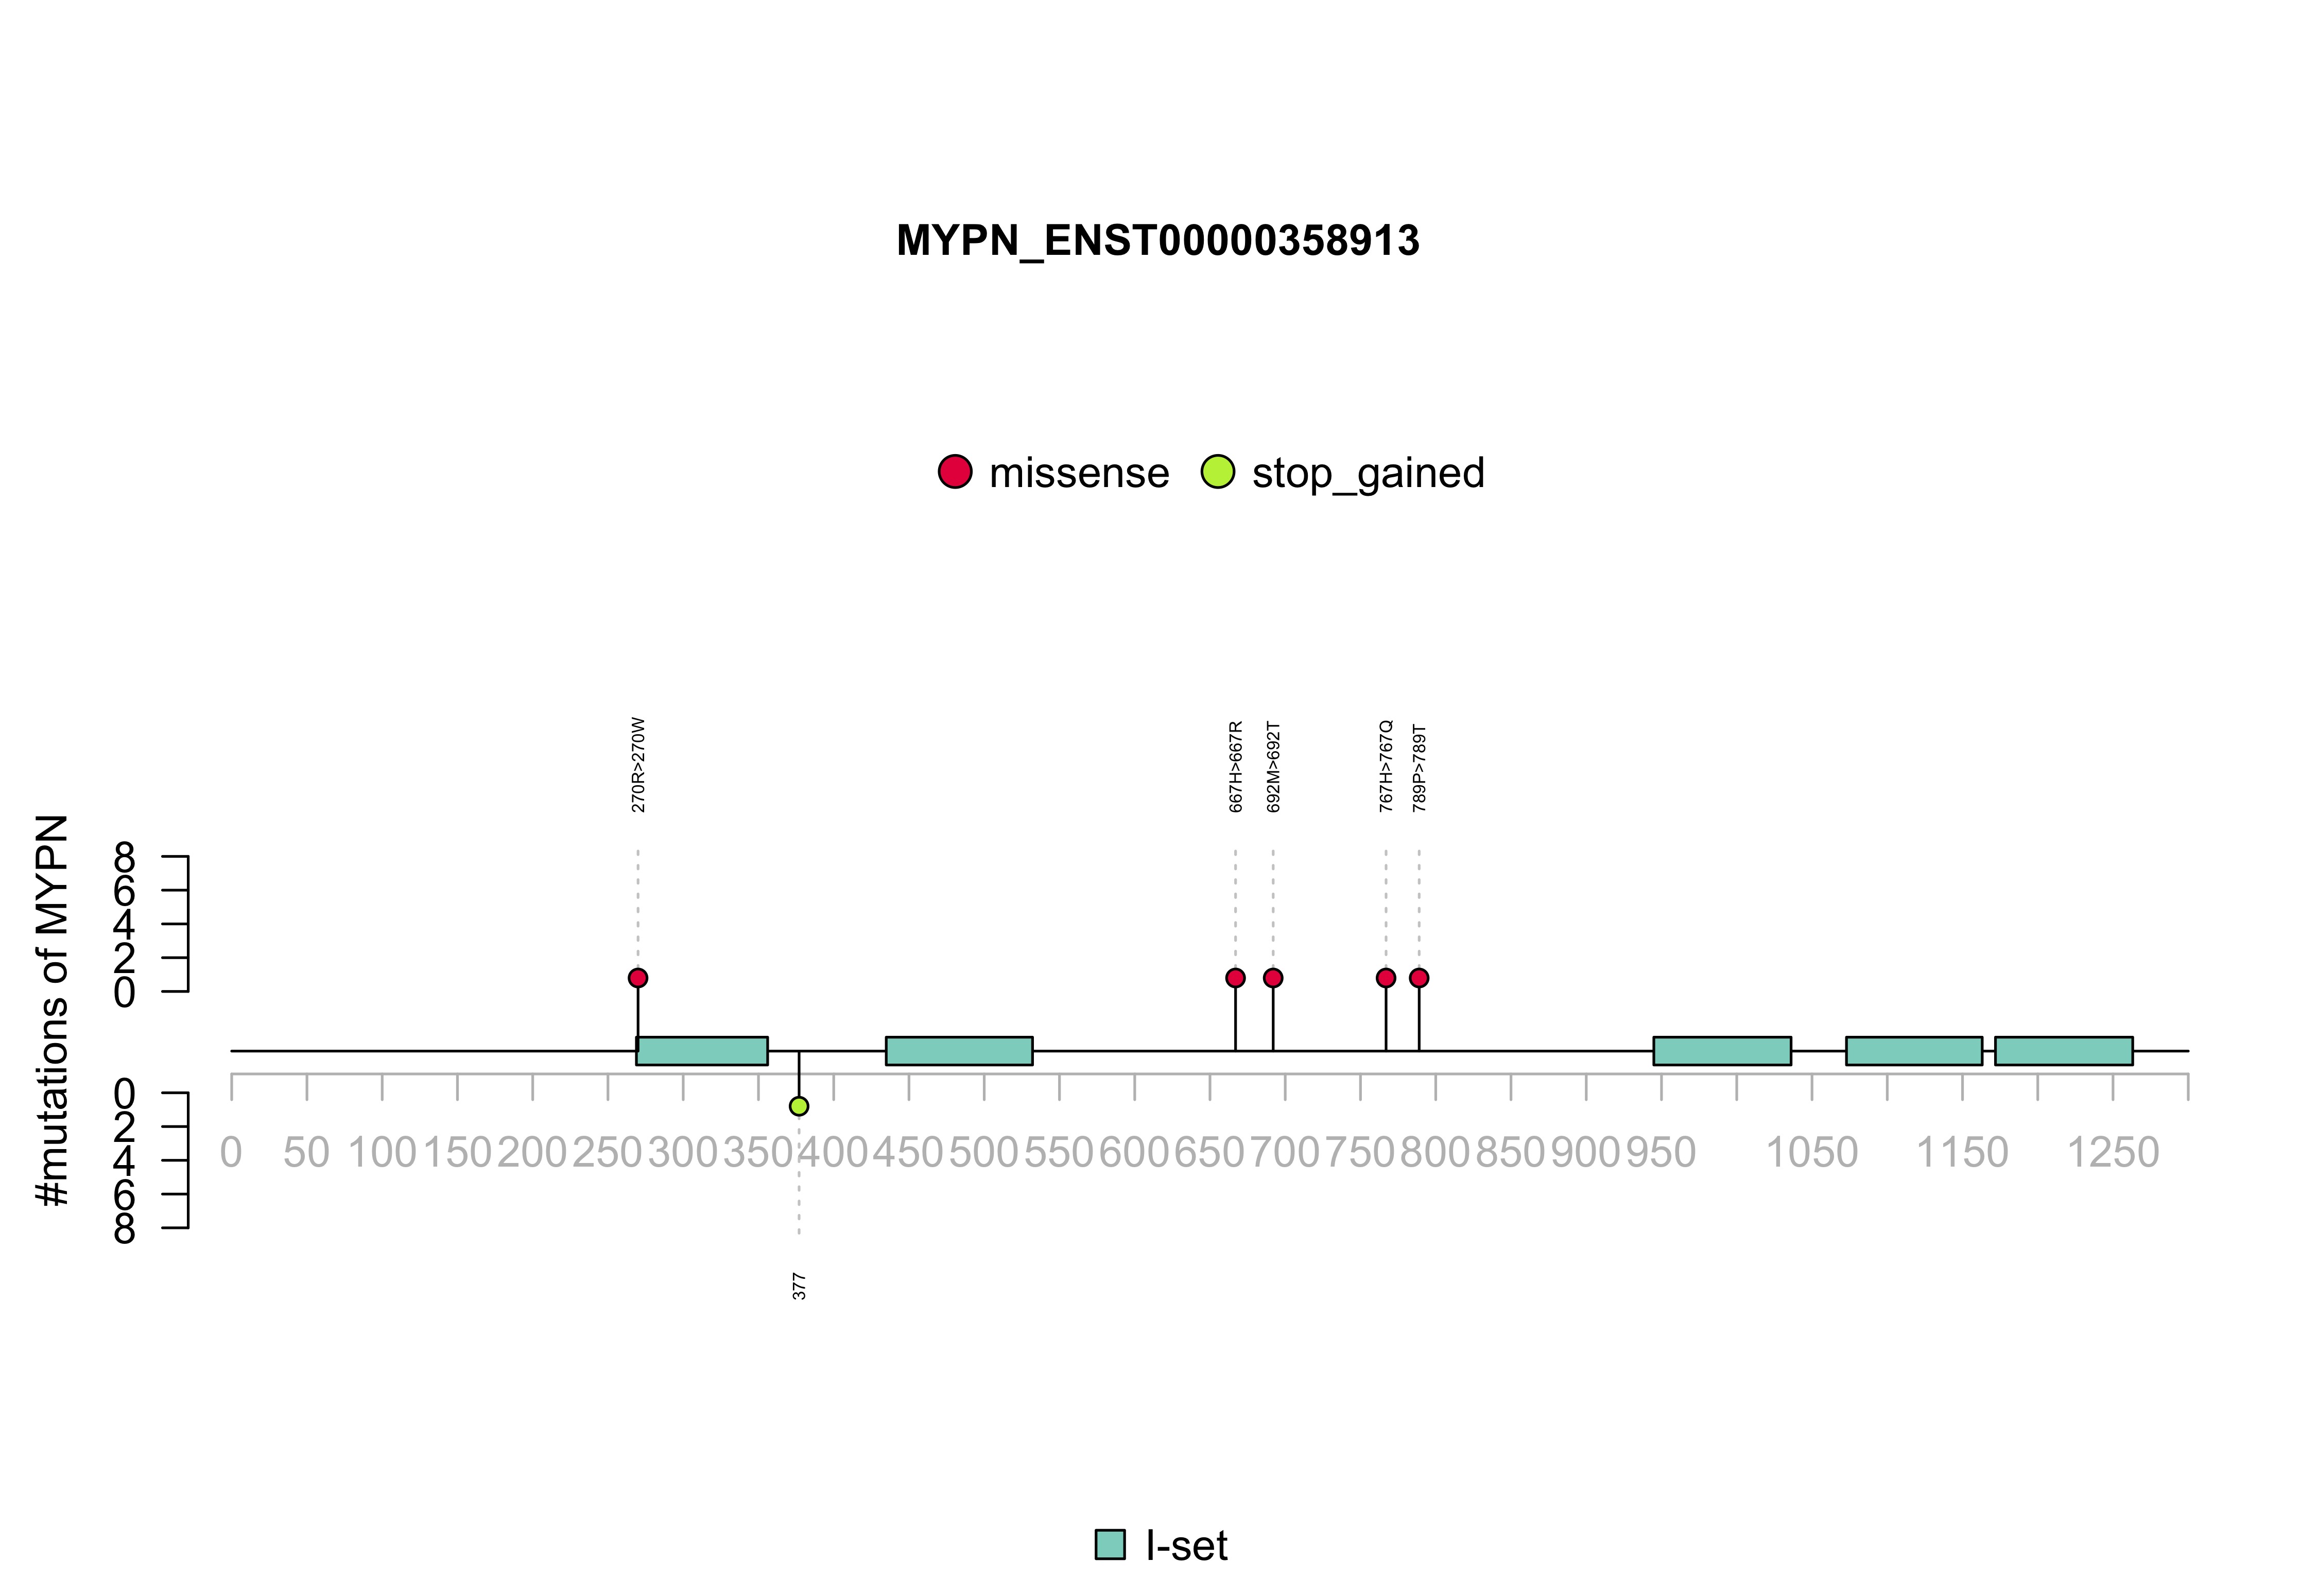 MYPN_ENST00000358913
missense stop_gained
270R>270W
667H>667R
692M>692T
767H>767Q
789P>789T
#mutations of MYPN
8
6
4
2
0
0
2
4
6
8
0 50 100 150 200 250 300 350 400 450 500 550 600 650 700 750 800 850 900 950 1050 1150 1250
377
I-set